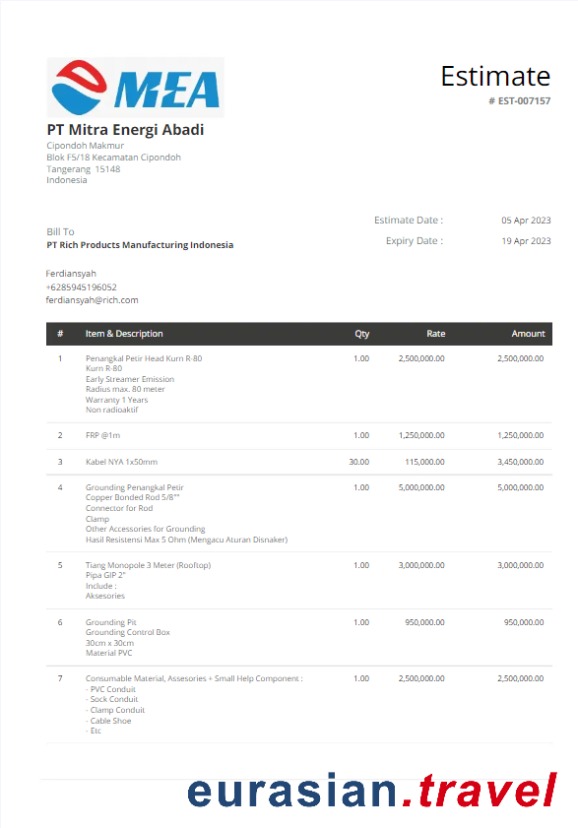 MEA
Estimate
# EST-007157
PT Mitra Energi Abadi
Cipondoh Makmur
Blok F5/18 Kecamatan Cipondoh
Tangerang 15148
Indonesia
Estimate Date : 05 Apr 2023
Bill To
PT Rich Products Manufacturing Indonesia
Expiry Date : 19 Apr 2023
Ferdiansyah
+6285945196052
ferdiansyah@rich.com
# Item & Description Qty Rate Amount
1 Penangkal Petir Head Kurn R-80 1.00 2,500,000.00 2,500,000.00
Kurn R-80
Early Streamer Emission
Radius max. 80 meter
Warranty 1 Years
Non radioaktif
2 FRP @1m 1.00 1,250,000.00 1,250,000.00
3 Kabel NYA 1x50mm 30.00 115,000.00 3,450,000.00
4 Grounding Penangkal Petir 1.00 5,000,000.00 5,000,000.00
Copper Bonded Rod 5/8""
Connector for Rod
Clamp
Other Accessories for Grounding
Hasil Resistensi Max 5 Ohm (Mengacu Aturan Disnaker)
5 Tiang Monopole 3 Meter (Rooftop) 1.00 3,000,000.00 3,000,000.00
Pipa GIP 2"
Include :
Aksesories
6 Grounding Pit 1.00 950,000.00 950,000.00
Grounding Control Box
30cm x 30cm
Material PVC
7 Consumable Material, Assesories + Small Help Component : 1.00 2,500,000.00 2,500,000.00
- PVC Conduit
- Sock Conduit
- Clamp Conduit
- Cable Shoe
- Etc
eurasian.travel